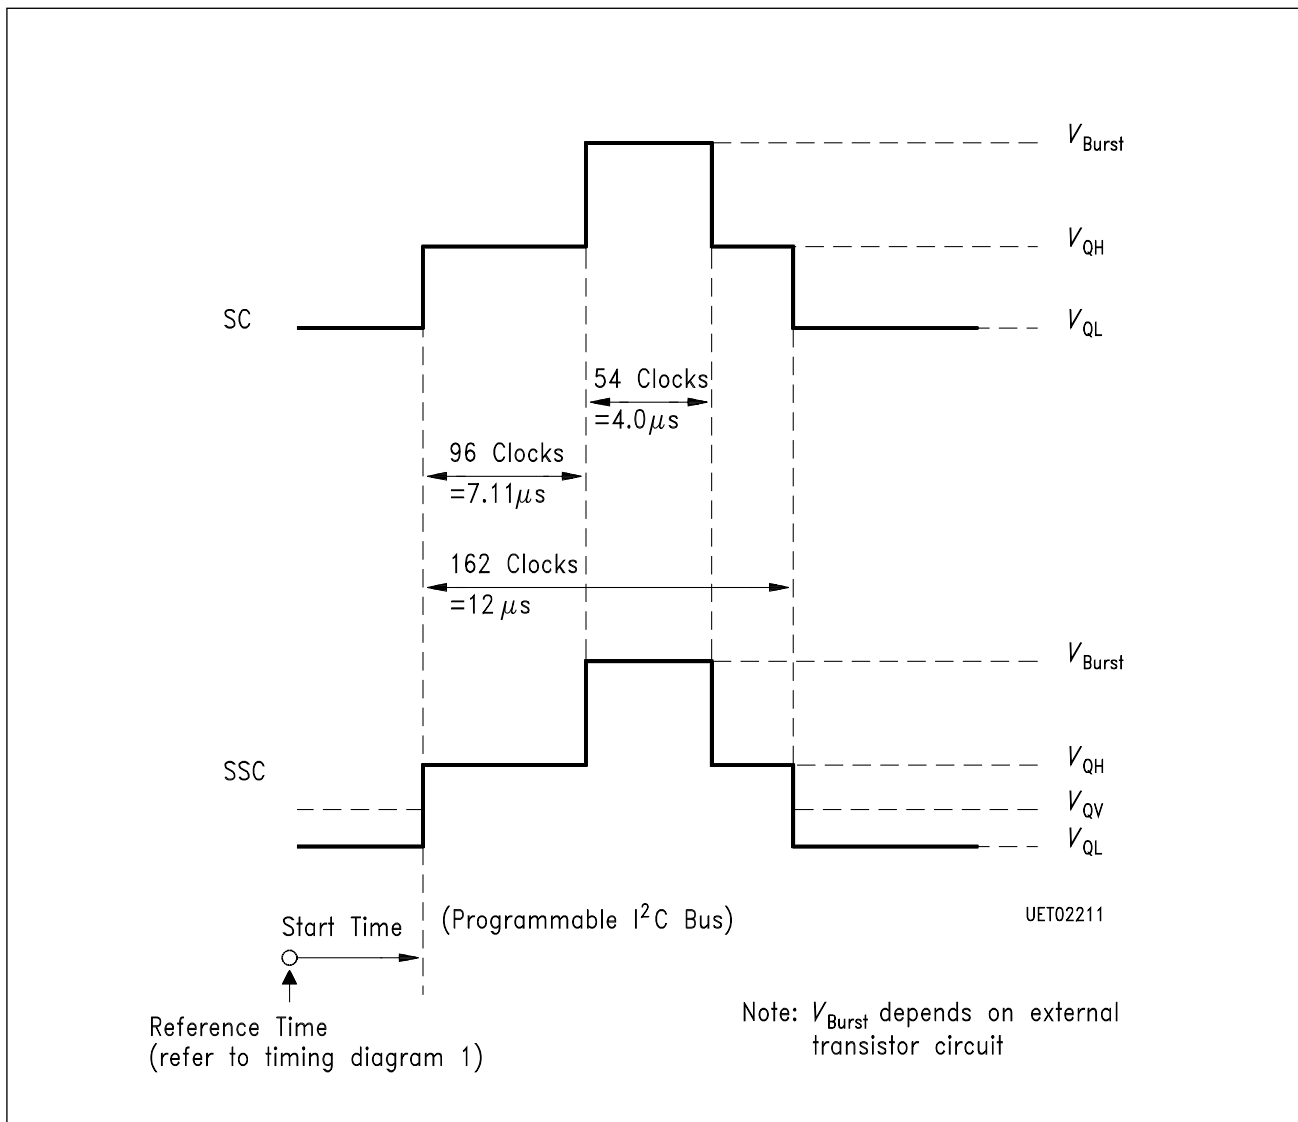 V_Burst
V_QH
SC
V_QL
54 Clocks
=4.0μs
96 Clocks
=7.11μs
162 Clocks
=12 μs
V_Burst
SSC
V_QH
V_QV
V_QL
(Programmable I²C Bus)
UET02211
Start Time
Reference Time
(refer to timing diagram 1)
Note: V_Burst depends on external
transistor circuit